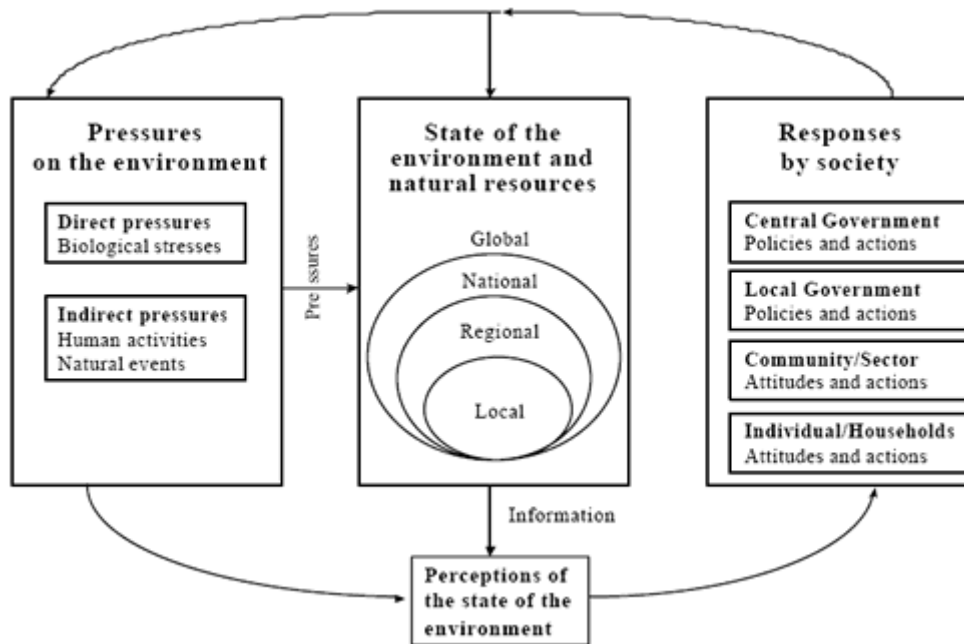 Pressures
on the environment
Direct pressures
Biological stresses
Indirect pressures
Human activities
Natural events
Pressures
State of the
environment and
natural resources
Global
National
Regional
Local
Information
Perceptions of
the state of the
environment
Responses
by society
Central Government
Policies and actions
Local Government
Policies and actions
Community/Sector
Attitudes and actions
Individual/Households
Attitudes and actions